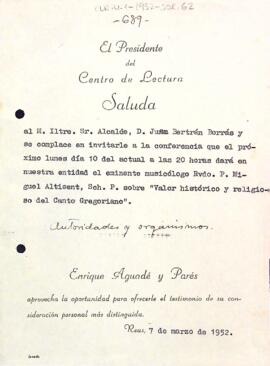 -689-
El Presidente
del
Centro de Lectura
Saluda
al M. Iltre. Sr. Alcalde, D. Juan Bertrán Borrás y
se complace en invitarle a la conferencia que el pró-
ximo lunes día 10 del actual a las 20 horas dará en
nuestra entidad el eminente musicólogo Rvdo. P. Mi-
guel Altisent, Sch. P. sobre "Valor histórico y religio-
so del Canto Gregoriano".
Autoridades y organismos.
Enrique Aguadé y Parés
aprovecha la oportunidad para ofrecerle el testimonio de su con-
sideración personal más distinguida.
Reus, 7 de marzo de 1952.